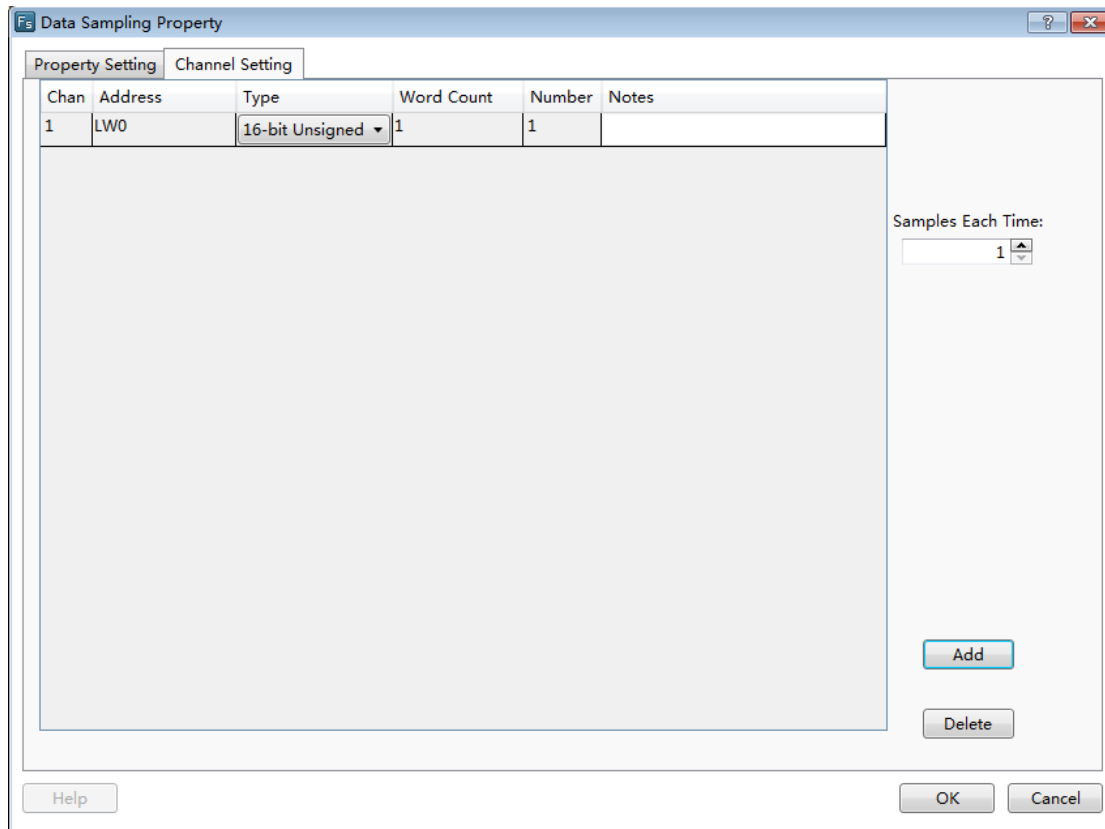 Fs Data Sampling Property
Property Setting Channel Setting
Chan Address Type Word Count Number Notes
1 LW0 16-bit Unsigned 1 1
Samples Each Time:
1
Add
Delete
Help OK Cancel